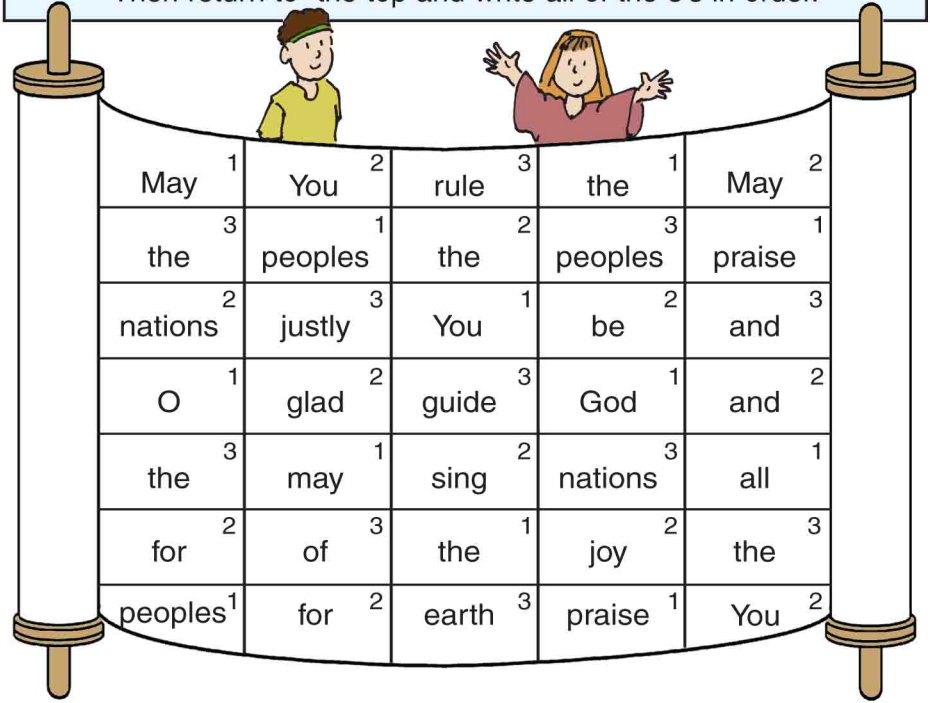 Then return to the top and write all of the 3's in order.
May 1 You 2 rule 3 the 1 May 2
the 3 peoples 1 the 2 peoples 3 praise 1
nations 2 justly 3 You 1 be 2 and 3
O 1 glad 2 guide 3 God 1 and 2
the 3 may 1 sing 2 nations 3 all 1
for 2 of 3 the 1 joy 2 the 3
peoples 1 for 2 earth 3 praise 1 You 2